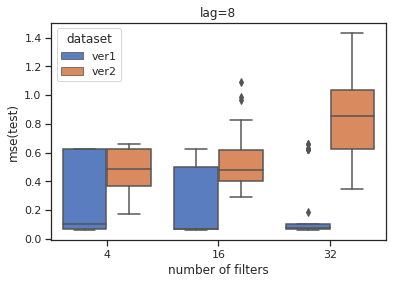 lag=8
mse(test)
1.4
1.2
1.0
0.8
0.6
0.4
0.2
0.0
dataset
ver1
ver2
4
16
32
number of filters